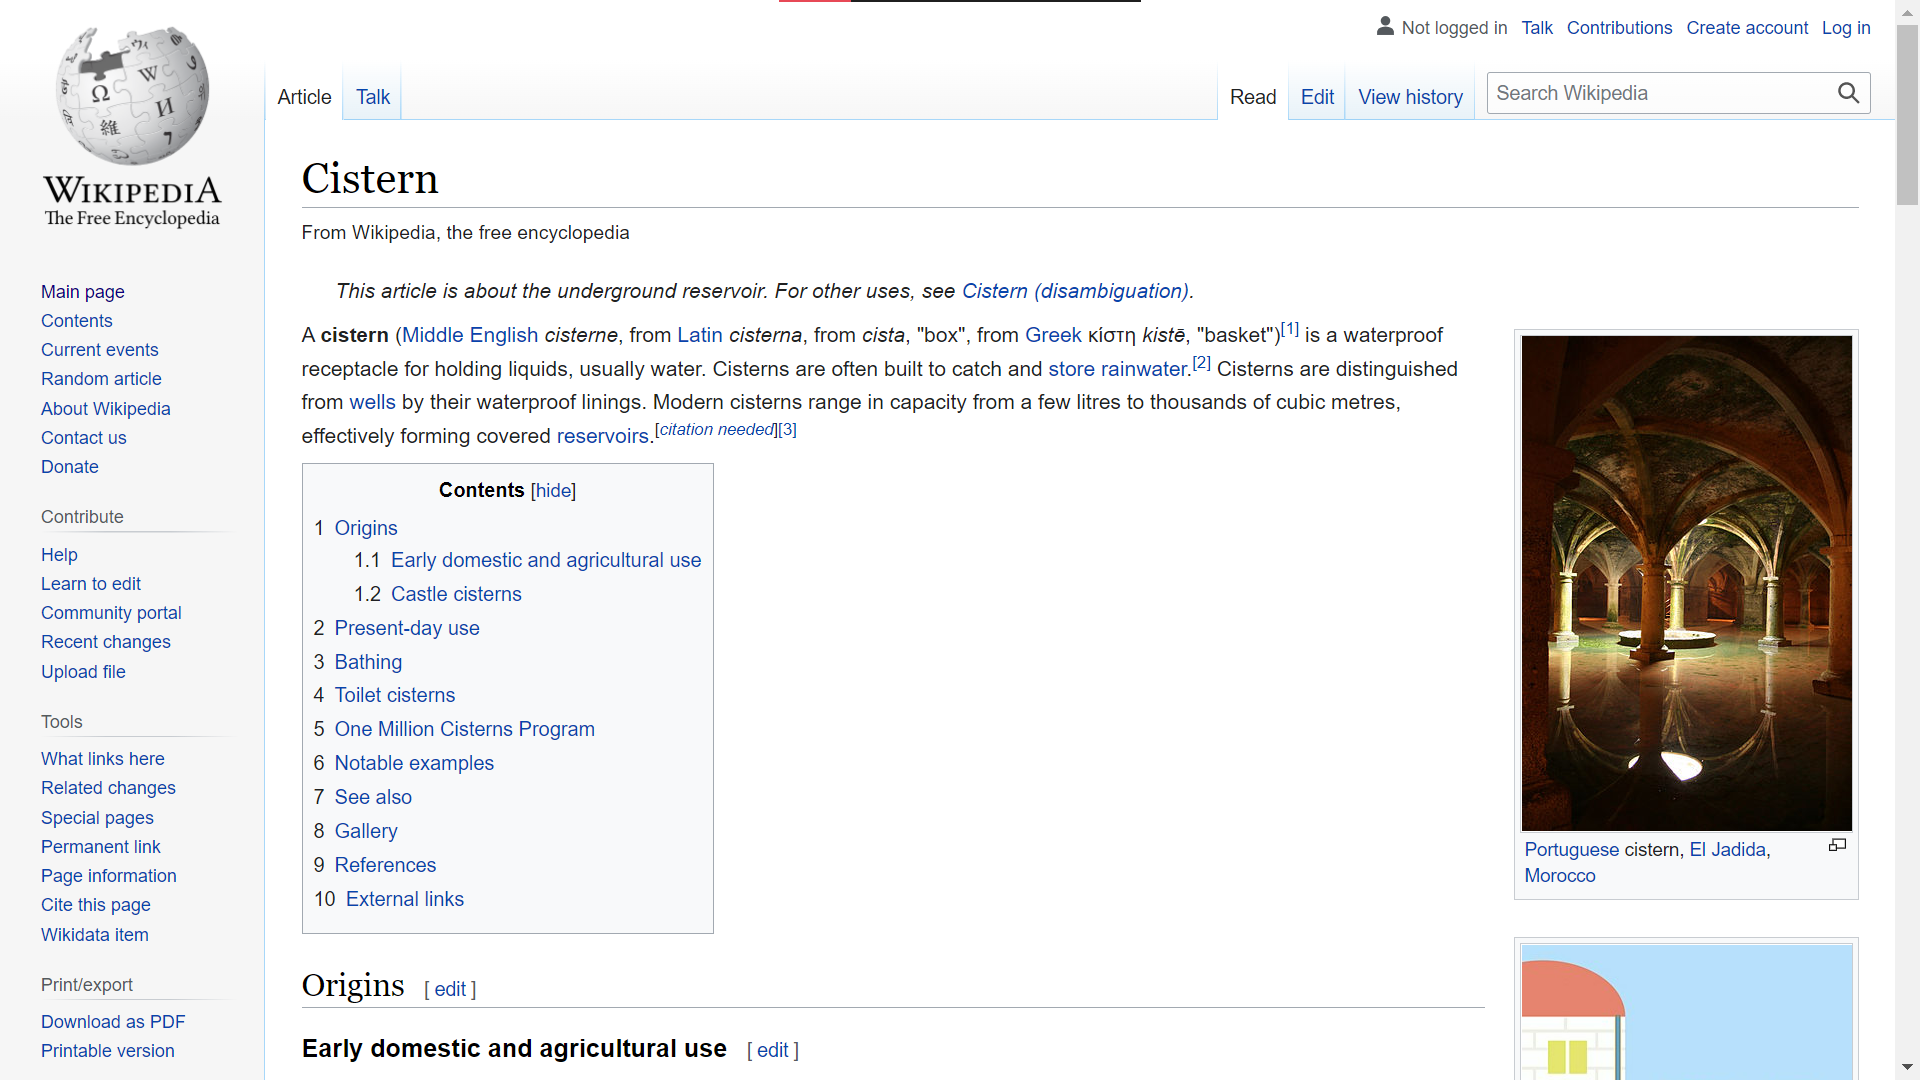 Not logged in Talk Contributions Create account Log in
Article Talk Read Edit View history Search Wikipedia
WIKIPEDIA
The Free Encyclopedia
Main page
Contents
Current events
Random article
About Wikipedia
Contact us
Donate
Contribute
Help
Learn to edit
Community portal
Recent changes
Upload file
Tools
What links here
Related changes
Special pages
Permanent link
Page information
Cite this page
Wikidata item
Print/export
Download as PDF
Printable version
Cistern
From Wikipedia, the free encyclopedia
This article is about the underground reservoir. For other uses, see Cistern (disambiguation).
A cistern (Middle English cisterne, from Latin cisterna, from cista, "box", from Greek κίστη kistē, "basket")[1] is a waterproof
receptacle for holding liquids, usually water. Cisterns are often built to catch and store rainwater.[2] Cisterns are distinguished
from wells by their waterproof linings. Modern cisterns range in capacity from a few litres to thousands of cubic metres,
effectively forming covered reservoirs.[citation needed][3]
Contents [hide]
1 Origins
1.1 Early domestic and agricultural use
1.2 Castle cisterns
2 Present-day use
3 Bathing
4 Toilet cisterns
5 One Million Cisterns Program
6 Notable examples
7 See also
8 Gallery
9 References
10 External links
Portuguese cistern, El Jadida,
Morocco
Origins [ edit ]
Early domestic and agricultural use [ edit ]